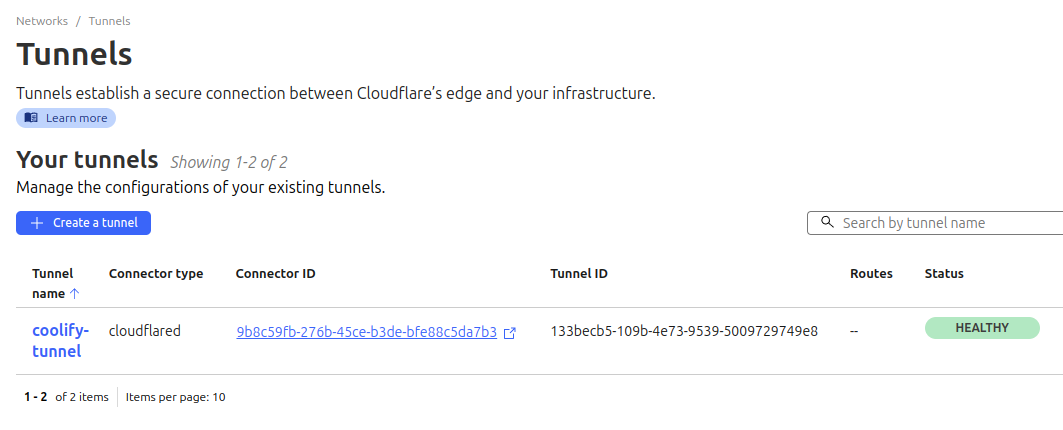 Networks / Tunnels
Tunnels
Tunnels establish a secure connection between Cloudflare’s edge and your infrastructure.
Learn more
Your tunnels Showing 1-2 of 2
Manage the configurations of your existing tunnels.
Create a tunnel
Search by tunnel name
Tunnel name Connector type Connector ID Tunnel ID Routes Status
coolify-tunnel cloudflared 9b8c59fb-276b-45ce-b3de-bfe88c5da7b3 133becb5-109b-4e73-9539-5009729749e8 -- HEALTHY
1 - 2 of 2 items Items per page: 10